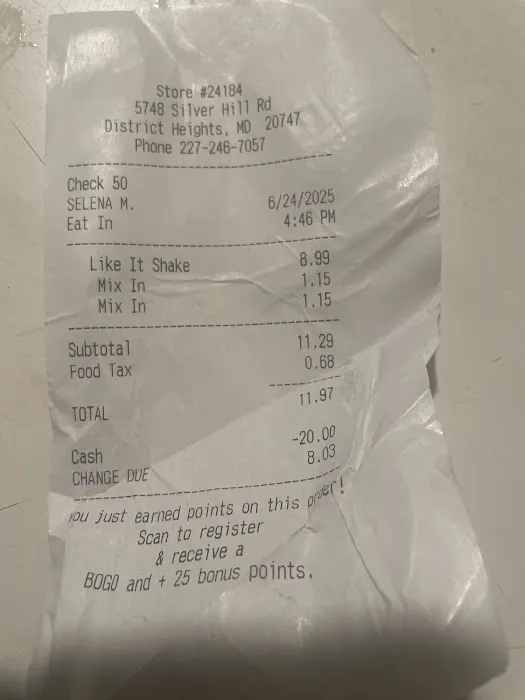 Store #24184
5748 Silver Hill Rd
District Heights, MD 20747
Phone 227-246-7057
Check 50
SELENA M. 6/24/2025
Eat In 4:46 PM
Like It Shake 8.99
Mix In 1.15
Mix In 1.15
Subtotal 11.29
Food Tax 0.68
TOTAL 11.97
Cash -20.00
CHANGE DUE 8.03
you just earned points on this order!
Scan to register
& receive a
BOGO and + 25 bonus points.